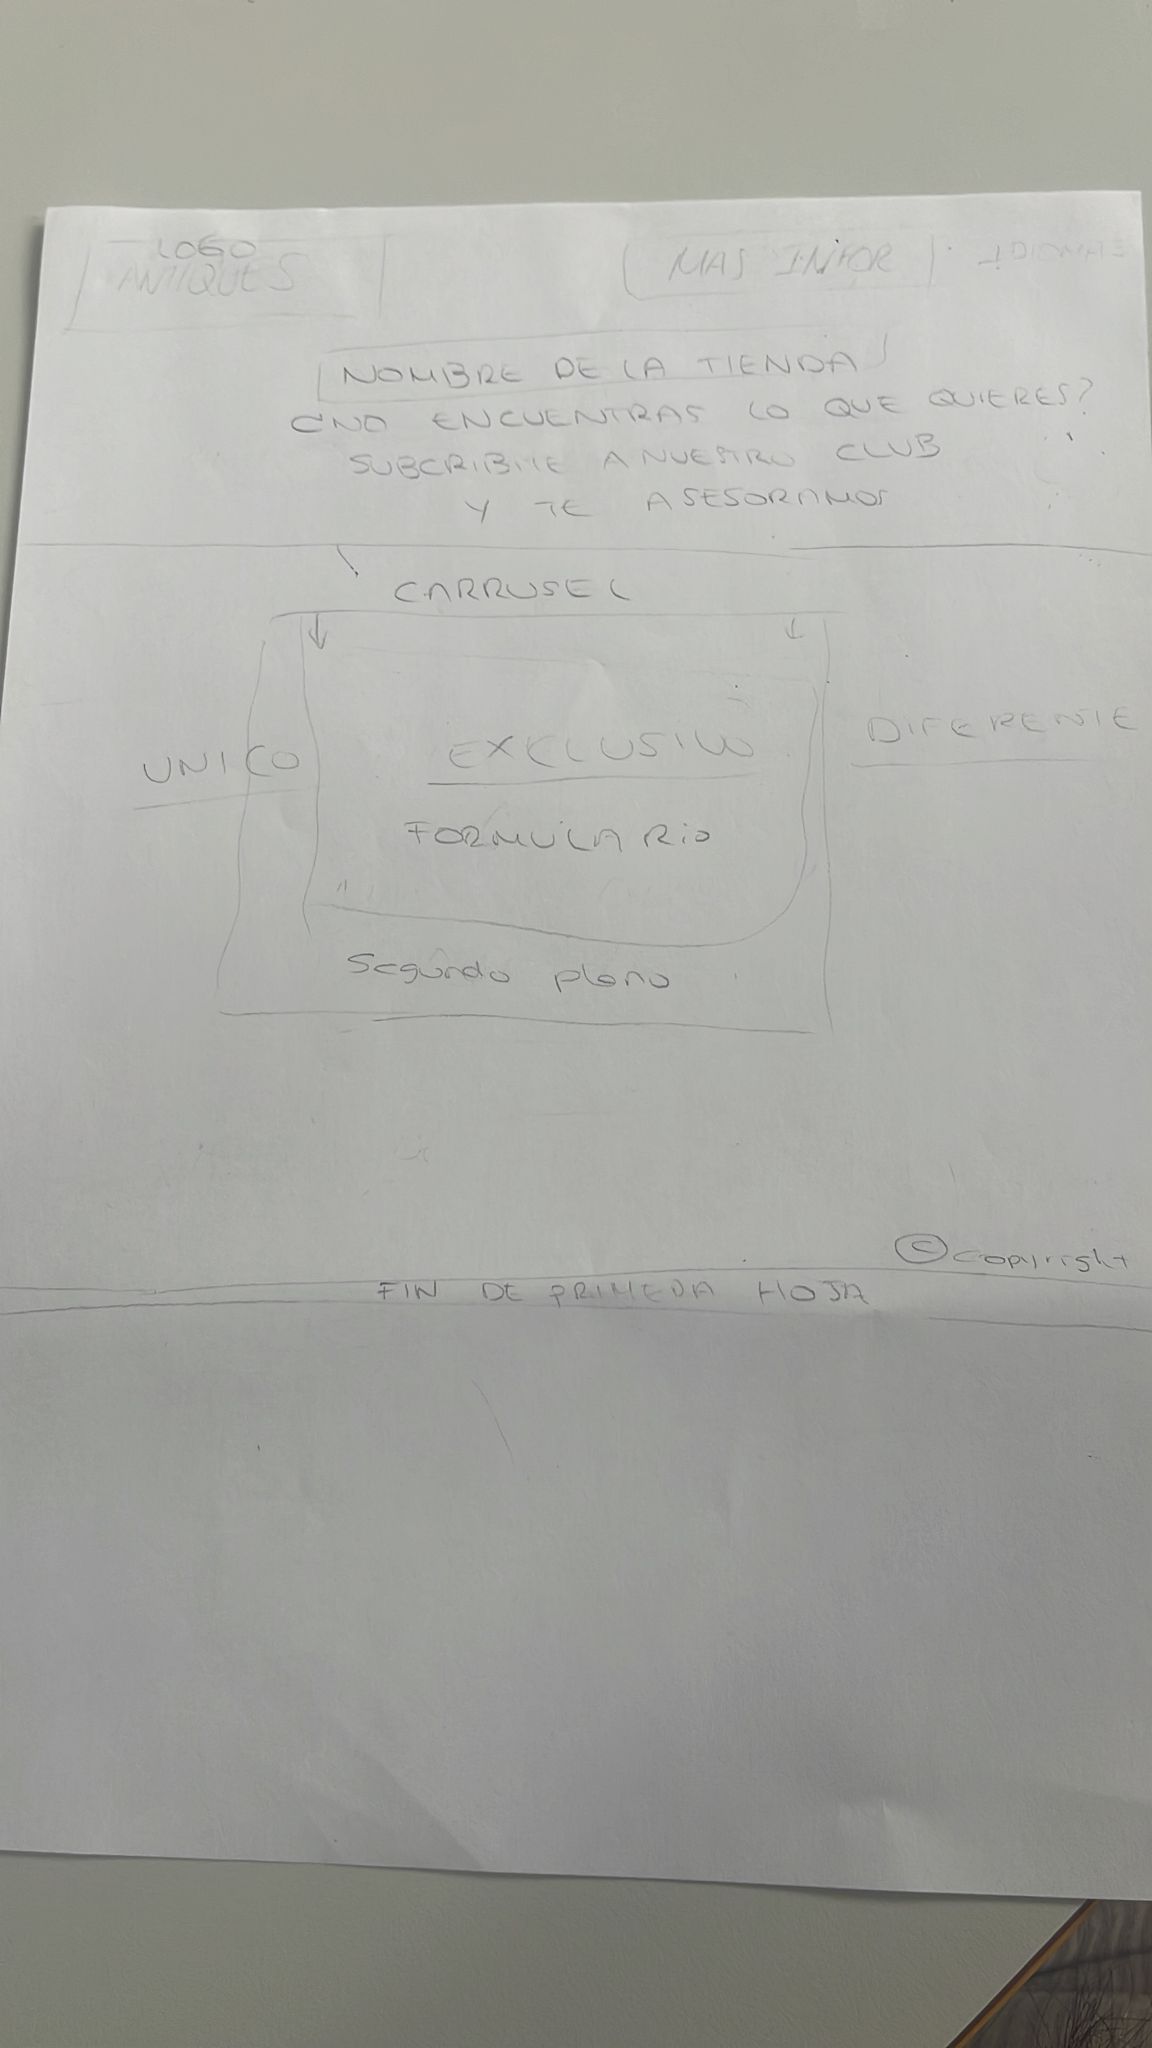 LOGO
ANTIQUES
MAS INFOR
IDIOMAS
NOMBRE DE LA TIENDA
¿NO ENCUENTRAS LO QUE QUIERES?
SUBCRIBITE A NUESTRO CLUB
Y TE ASESORAMOS
CARRUSEL
UNICO
EXCLUSIVO
DIFERENTE
FORMULARIO
Segundo plano
© copyright
FIN DE PRIMERA HOJA